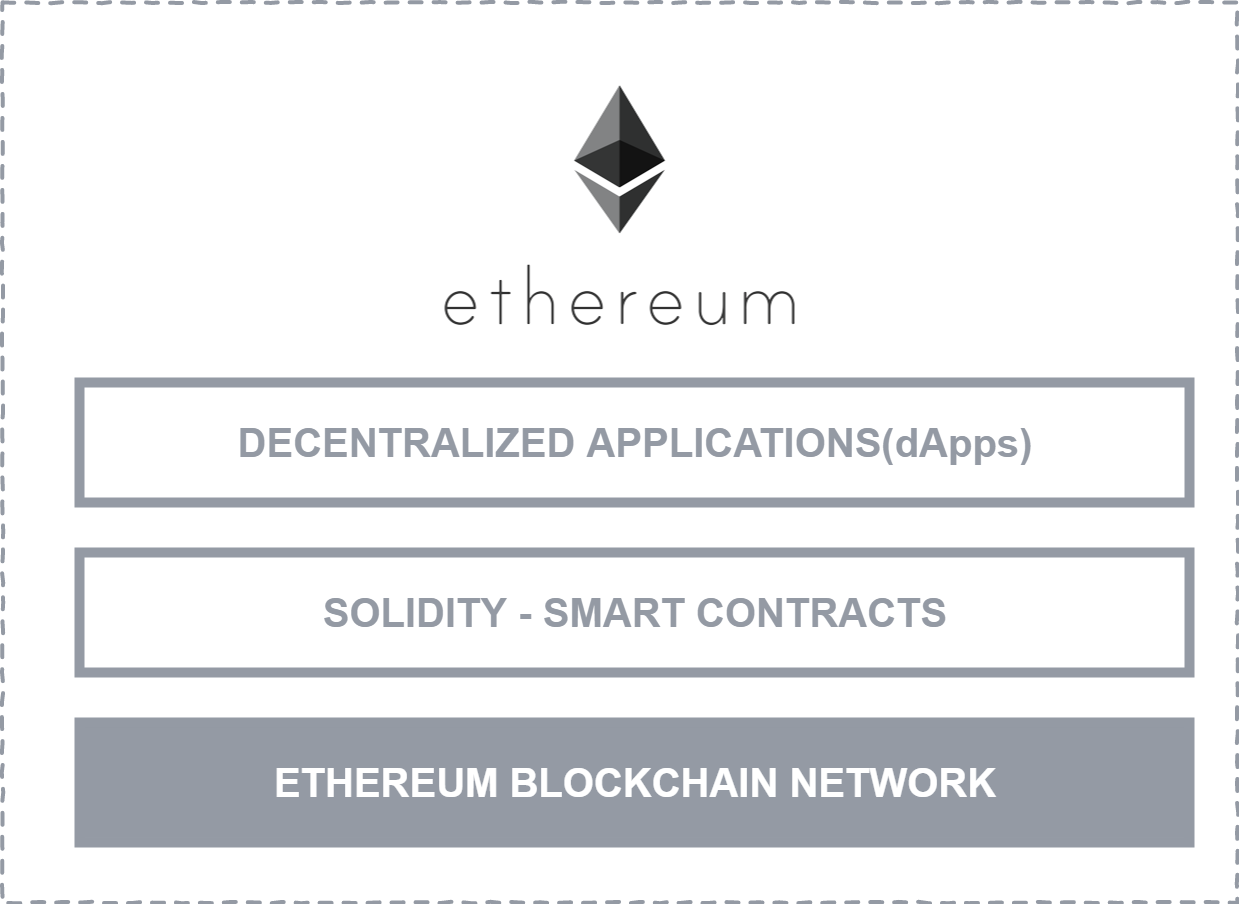 ethereum
DECENTRALIZED APPLICATIONS(dApps)
SOLIDITY - SMART CONTRACTS
ETHEREUM BLOCKCHAIN NETWORK